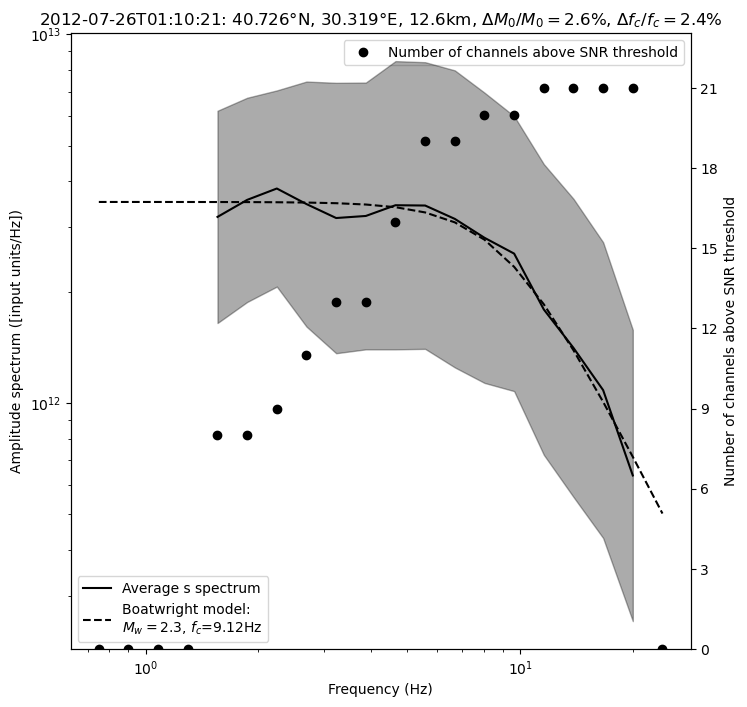 2012-07-26T01:10:21: 40.726°N, 30.319°E, 12.6km, ΔM₀/M₀ = 2.6%, Δf_c/f_c = 2.4%
10¹³
Number of channels above SNR threshold
21
18
15
12
10¹²
9
6
3
0
Amplitude spectrum ([input units/Hz])
Number of channels above SNR threshold
Average s spectrum
Boatwright model:
M_w = 2.3, f_c=9.12Hz
10⁰
10¹
Frequency (Hz)